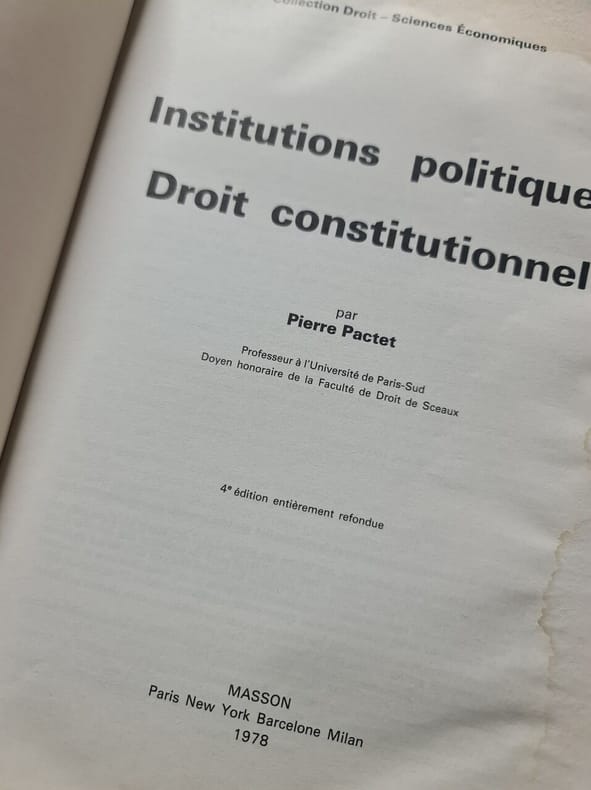 Collection Droit – Sciences Économiques
Institutions politique
Droit constitutionnel
par
Pierre Pactet
Professeur à l'Université de Paris-Sud
Doyen honoraire de la Faculté de Droit de Sceaux
4e édition entièrement refondue
MASSON
Paris New York Barcelone Milan
1978